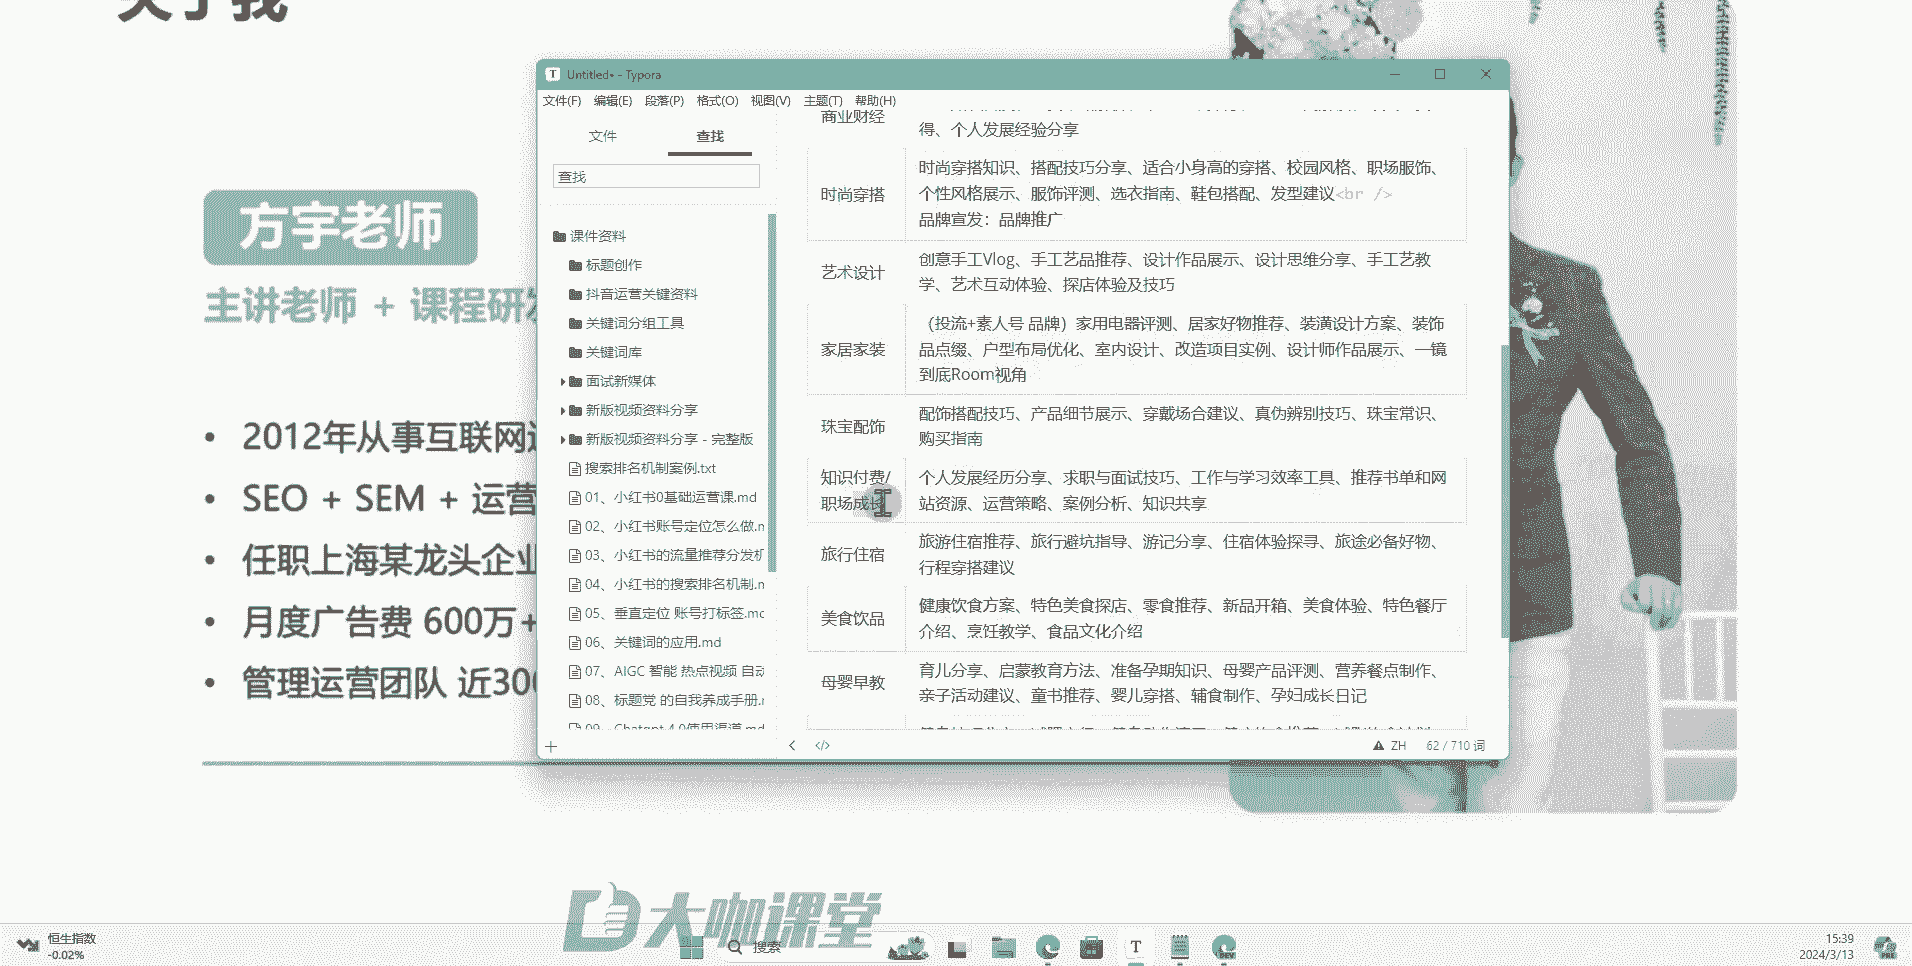 关于我
方宇老师
主讲老师 + 课程研发
2012年从事互联网运
SEO + SEM + 运营
任职上海某龙头企业
月度广告费 600万+
管理运营团队 近300
Untitled• - Typora
文件(F) 编辑(E) 段落(P) 格式(O) 视图(V) 主题(T) 帮助(H)
文件 查找
查找
课件资料
标题创作
抖音运营关键资料
关键词分组工具
关键词库
面试新媒体
新版视频资料分享
新版视频资料分享 - 完整版
搜索排名机制案例.txt
01、小红书0基础运营课.md
02、小红书账号定位怎么做.m
03、小红书的流量推荐分发机
04、小红书的搜索排名机制.m
05、垂直定位 账号打标签.mc
06、关键词的应用.md
07、AIGC 智能 热点视频 自动
08、标题党 的自我养成手册.r
09、Chatgpt 4.0使用渠道.md
商业财经
得、个人发展经验分享
时尚穿搭
时尚穿搭知识、搭配技巧分享、适合小身高的穿搭、校园风格、职场服饰、
个性风格展示、服饰评测、选衣指南、鞋包搭配、发型建议<br />
品牌宣发：品牌推广
艺术设计
创意手工Vlog、手工艺品推荐、设计作品展示、设计思维分享、手工艺教
学、艺术互动体验、探店体验及技巧
家居家装
（投流+素人号 品牌）家用电器评测、居家好物推荐、装潢设计方案、装饰
品点缀、户型布局优化、室内设计、改造项目实例、设计师作品展示、一镜
到底Room视角
珠宝配饰
配饰搭配技巧、产品细节展示、穿戴场合建议、真伪辨别技巧、珠宝常识、
购买指南
知识付费/
职场成长
个人发展经历分享、求职与面试技巧、工作与学习效率工具、推荐书单和网
站资源、运营策略、案例分析、知识共享
旅行住宿
旅游住宿推荐、旅行避坑指导、游记分享、住宿体验探寻、旅途必备好物、
行程穿搭建议
美食饮品
健康饮食方案、特色美食探店、零食推荐、新品开箱、美食体验、特色餐厅
介绍、烹饪教学、食品文化介绍
母婴早教
育儿分享、启蒙教育方法、准备孕期知识、母婴产品评测、营养餐点制作、
亲子活动建议、童书推荐、婴儿穿搭、辅食制作、孕妇成长日记
ZH 62 / 710 词
大咖课堂
恒生指数
-0.02%
搜索
15:39
2024/3/13